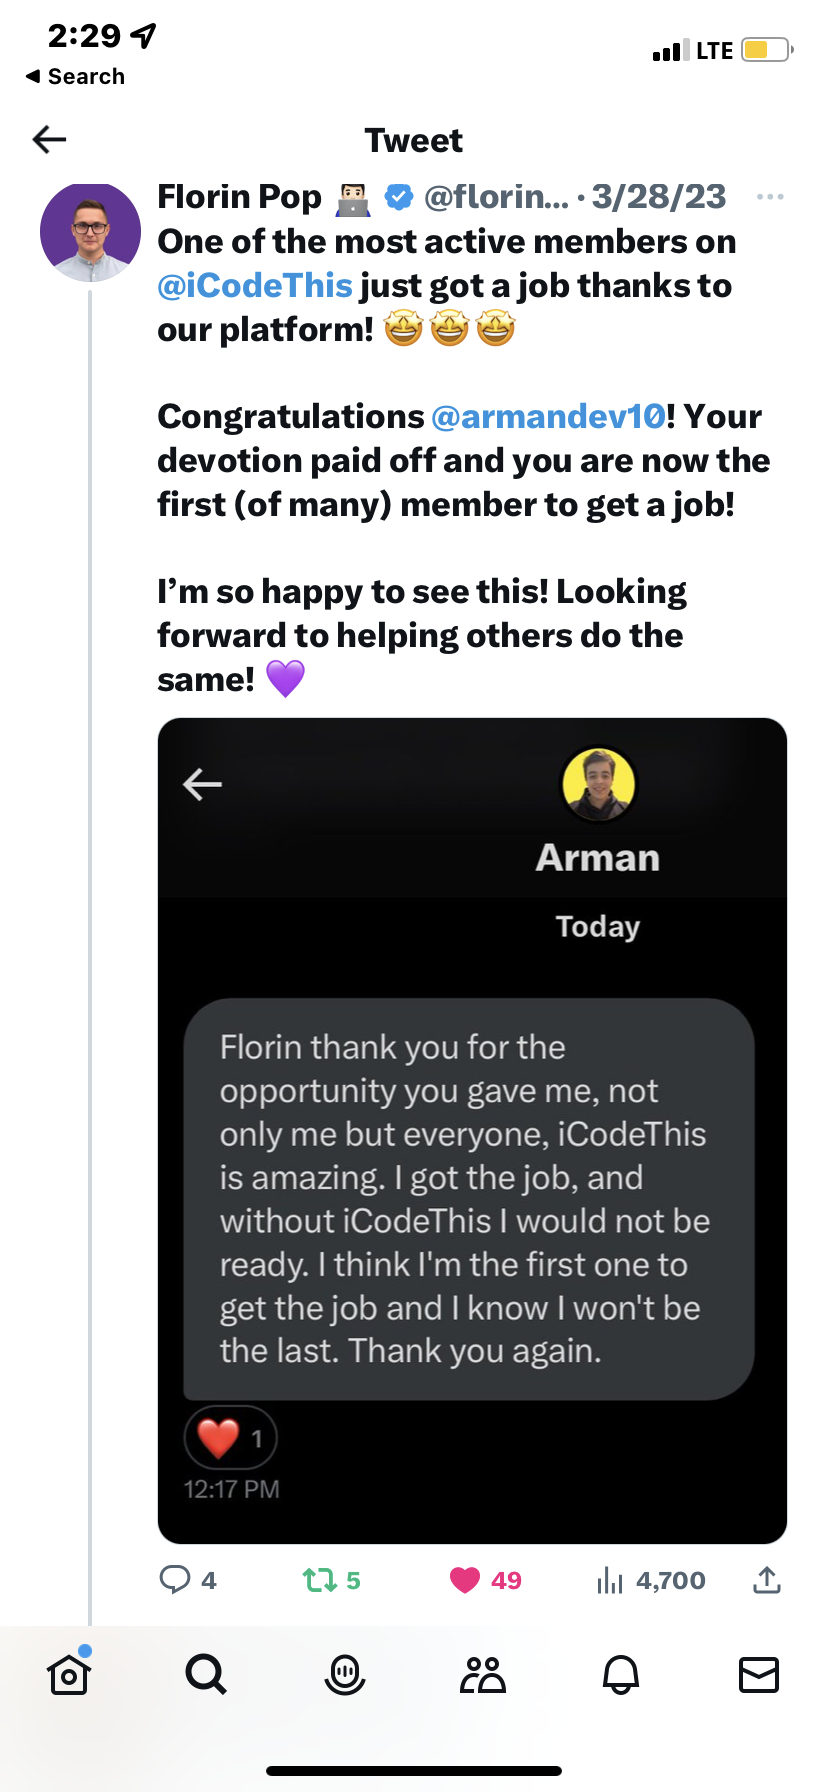 2:29
LTE
◀ Search
Tweet
Florin Pop 👨🏻‍💻 @florin... · 3/28/23
One of the most active members on
@iCodeThis just got a job thanks to
our platform! 🤩🤩🤩
Congratulations @armandev10! Your
devotion paid off and you are now the
first (of many) member to get a job!
I’m so happy to see this! Looking
forward to helping others do the
same! 💜
Arman
Today
Florin thank you for the
opportunity you gave me, not
only me but everyone, iCodeThis
is amazing. I got the job, and
without iCodeThis I would not be
ready. I think I'm the first one to
get the job and I know I won't be
the last. Thank you again.
❤️ 1
12:17 PM
4 5 49 4,700